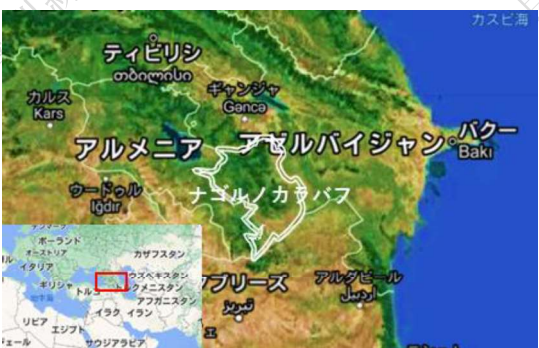 カスピ海
ティビリシ
თბილისი
カルス
Kars
ギャンジャ
Gəncə
アルメニア
アゼルバイジャン
バクー
Bakı
ウードゥル
Iğdır
ナゴルノカラバフ
タブリーズ
تبریز
アルダビール
اردبیل
ポーランド
オーストリア
イタリア
ギリシャ
トルコ
カザフスタン
ウズベキスタン
トルクメニスタン
アフガニスタン
イラク
イラン
リビア
エジプト
サウジアラビア